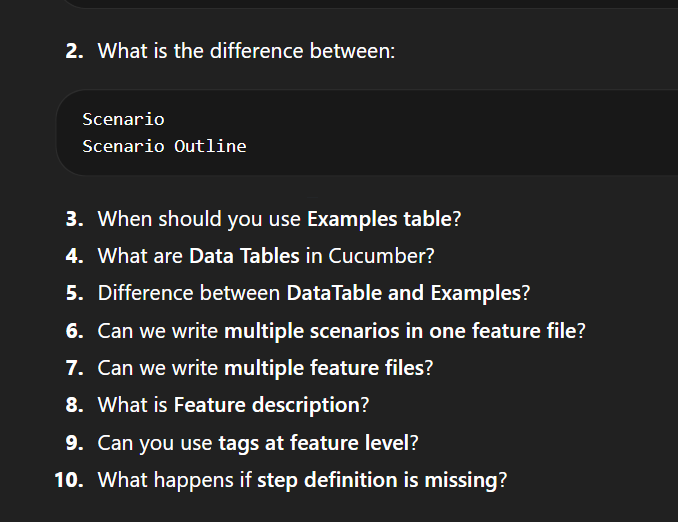 2. What is the difference between:
Scenario
Scenario Outline
3. When should you use Examples table?
4. What are Data Tables in Cucumber?
5. Difference between DataTable and Examples?
6. Can we write multiple scenarios in one feature file?
7. Can we write multiple feature files?
8. What is Feature description?
9. Can you use tags at feature level?
10. What happens if step definition is missing?